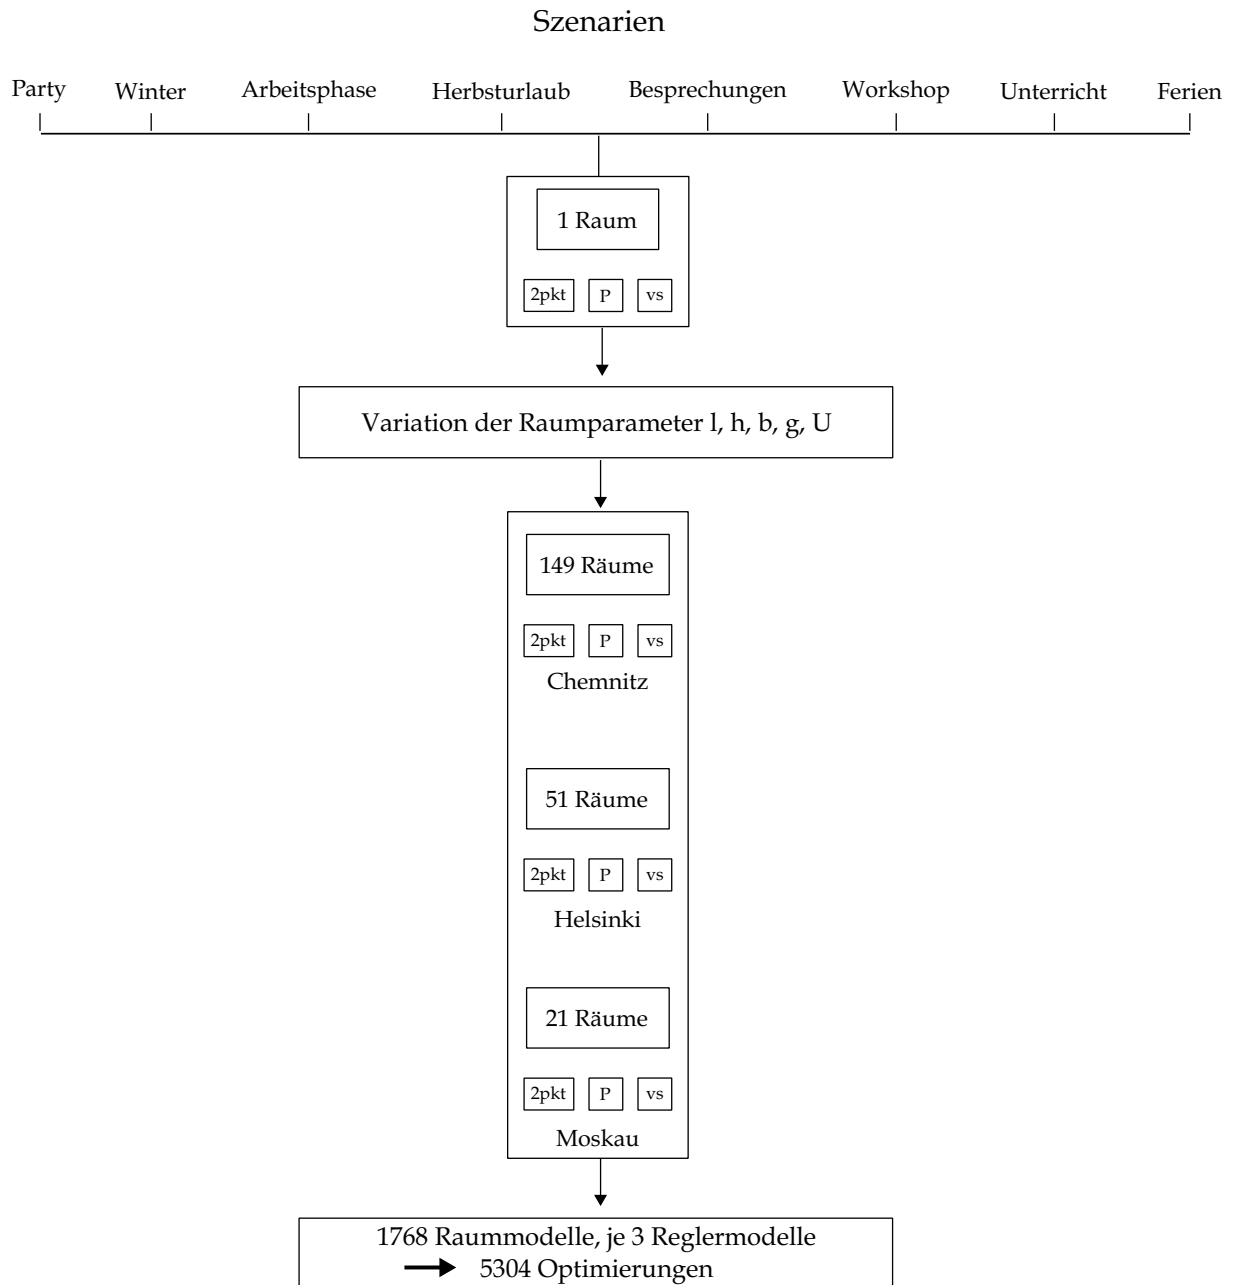 Szenarien
Party Winter Arbeitsphase Herbsturlaub Besprechungen Workshop Unterricht Ferien
1 Raum
2pkt P vs
Variation der Raumparameter l, h, b, g, U
149 Räume
2pkt P vs
Chemnitz
51 Räume
2pkt P vs
Helsinki
21 Räume
2pkt P vs
Moskau
1768 Raummodelle, je 3 Reglermodelle
5304 Optimierungen